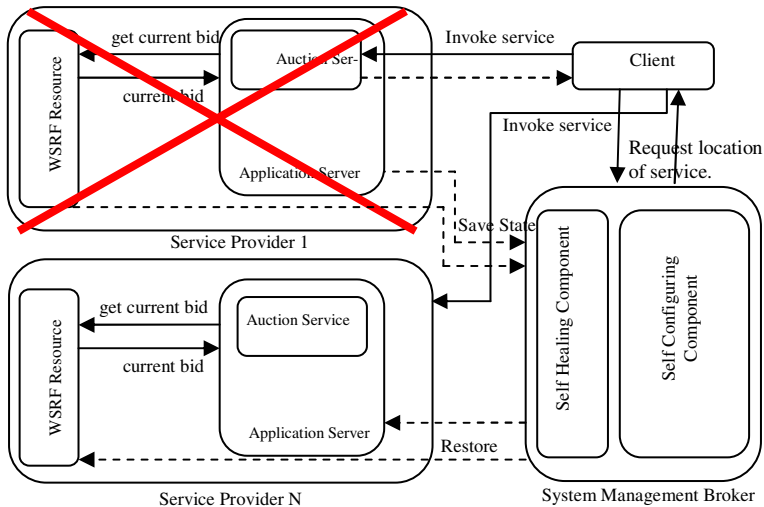 get current bid
Auction Ser-
Invoke service
Client
WSRF Resource
current bid
Invoke service
Request location
of service.
Application Server
Save State
Service Provider 1
get current bid
Auction Service
WSRF Resource
current bid
Self Healing Component
Self Configuring
Component
Application Server
Restore
Service Provider N
System Management Broker